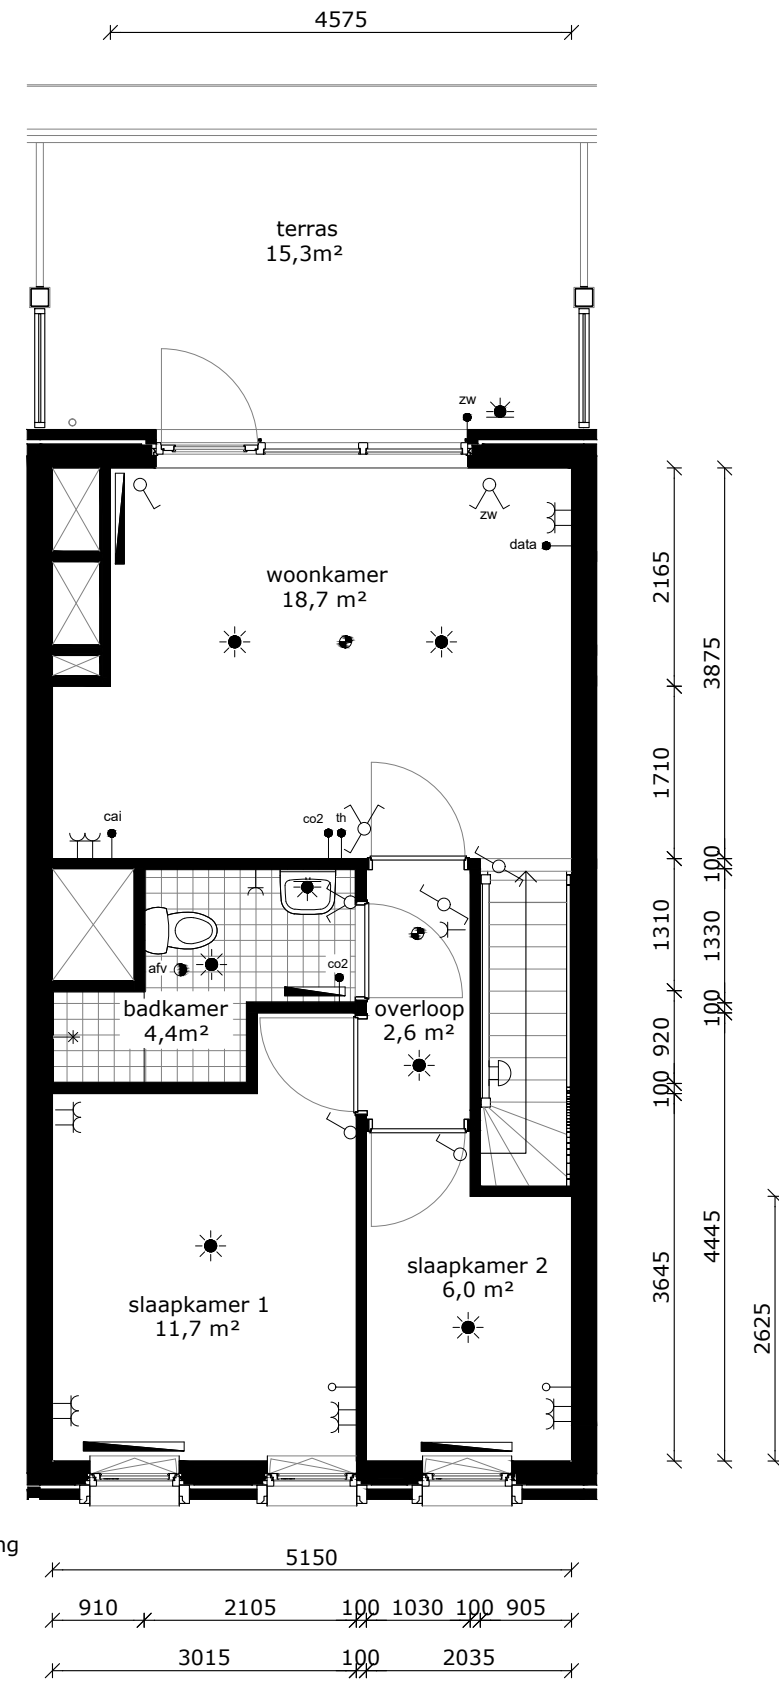 4575
terras
15,3m²
zw
zw
data
woonkamer
18,7 m²
2165
3875
1710
cai
co2 th
100
1310
1330
afv
co2
badkamer
4,4m²
overloop
2,6 m²
100
920
100
slaapkamer 1
11,7 m²
slaapkamer 2
6,0 m²
3645
4445
2625
ng
5150
910 2105 100 1030 100 905
3015 100 2035